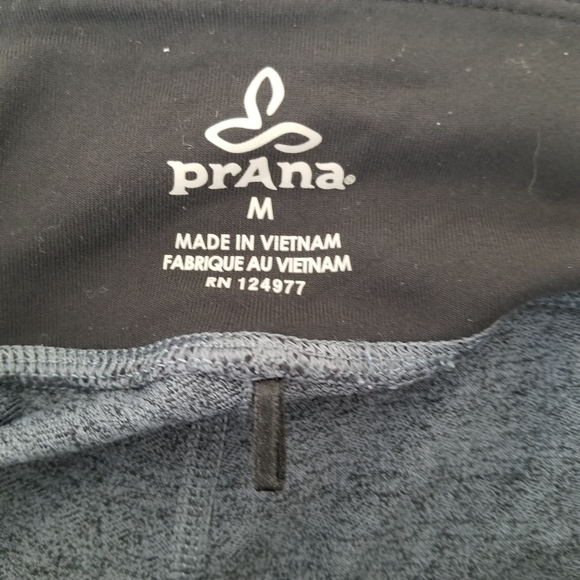 prAna
M
MADE IN VIETNAM
FABRIQUE AU VIETNAM
RN 124977